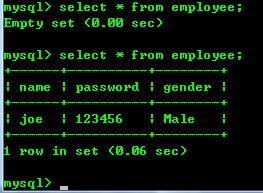 mysql> select * from employee;
Empty set (0.00 sec)
mysql> select * from employee;
+------+----------+--------+
| name | password | gender |
+------+----------+--------+
| joe  | 123456   | Male   |
+------+----------+--------+
1 row in set (0.06 sec)
mysql> _